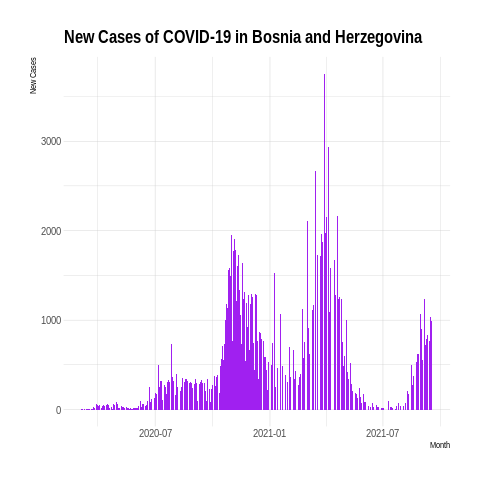 New Cases of COVID-19 in Bosnia and Herzegovina
New Cases
3000
2000
1000
0
2020-07
2021-01
2021-07
Month